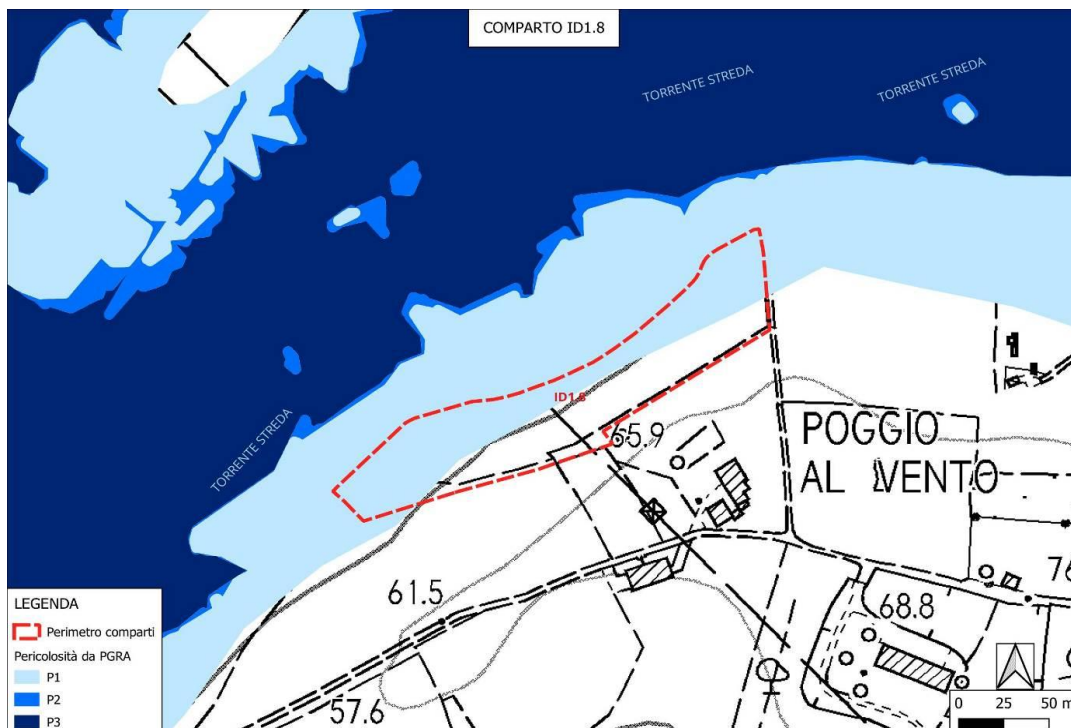 COMPARTO ID1.8
TORRENTE STREDA
TORRENTE STREDA
TORRENTE STREDA
ID1.8
65.9
POGGIO
AL VENTO
61.5
68.8
76
57.6
LEGENDA
Perimetro comparti
Pericolosità da PGRA
P1
P2
P3
0 25 50 m